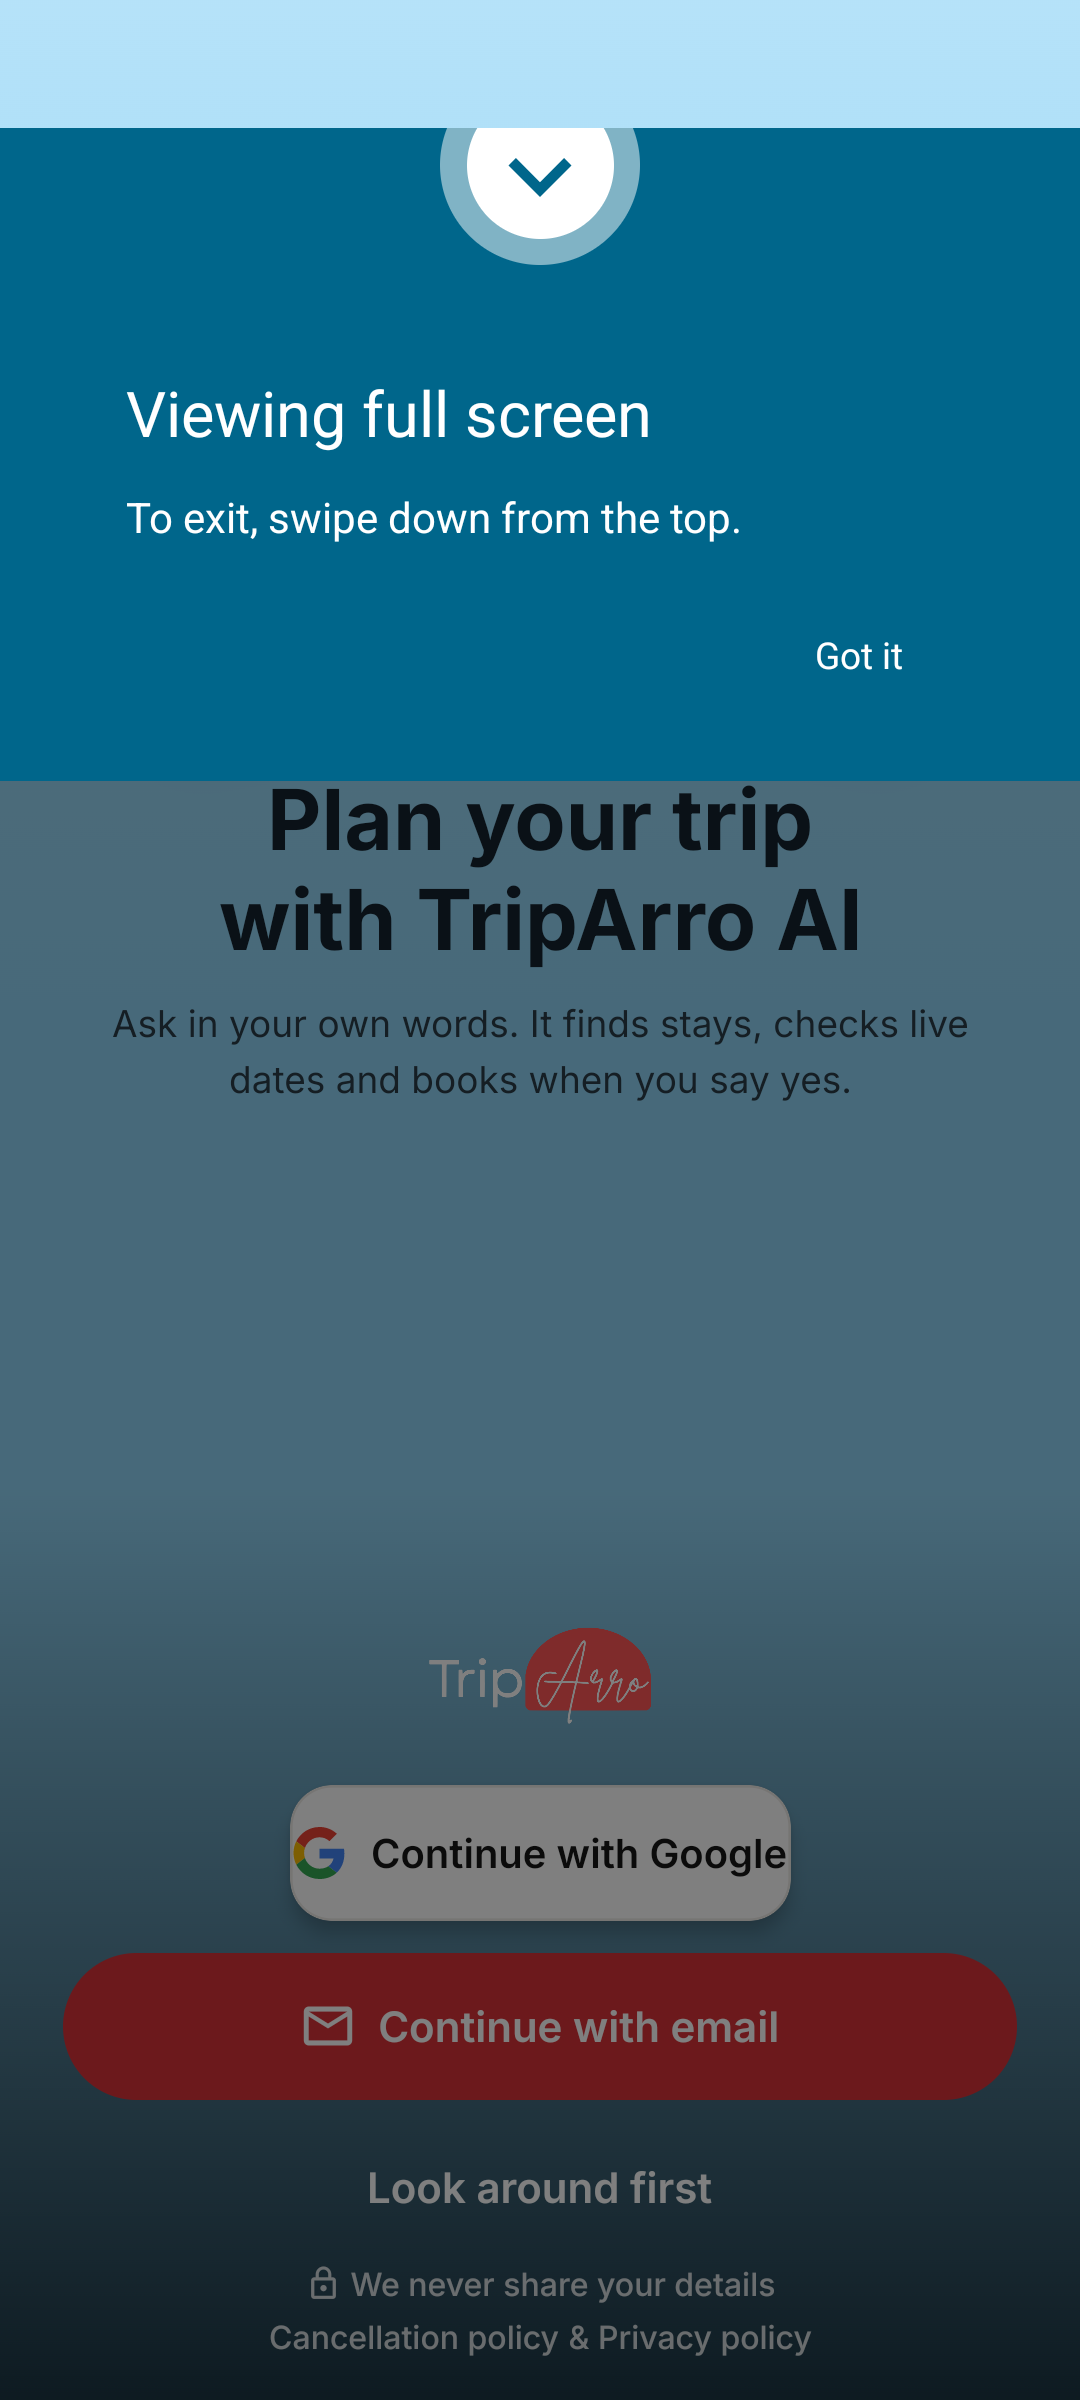 Viewing full screen
To exit, swipe down from the top.
Got it
Plan your trip
with TripArro AI
Ask in your own words. It finds stays, checks live
dates and books when you say yes.
Trip Arro
Continue with Google
Continue with email
Look around first
We never share your details
Cancellation policy & Privacy policy